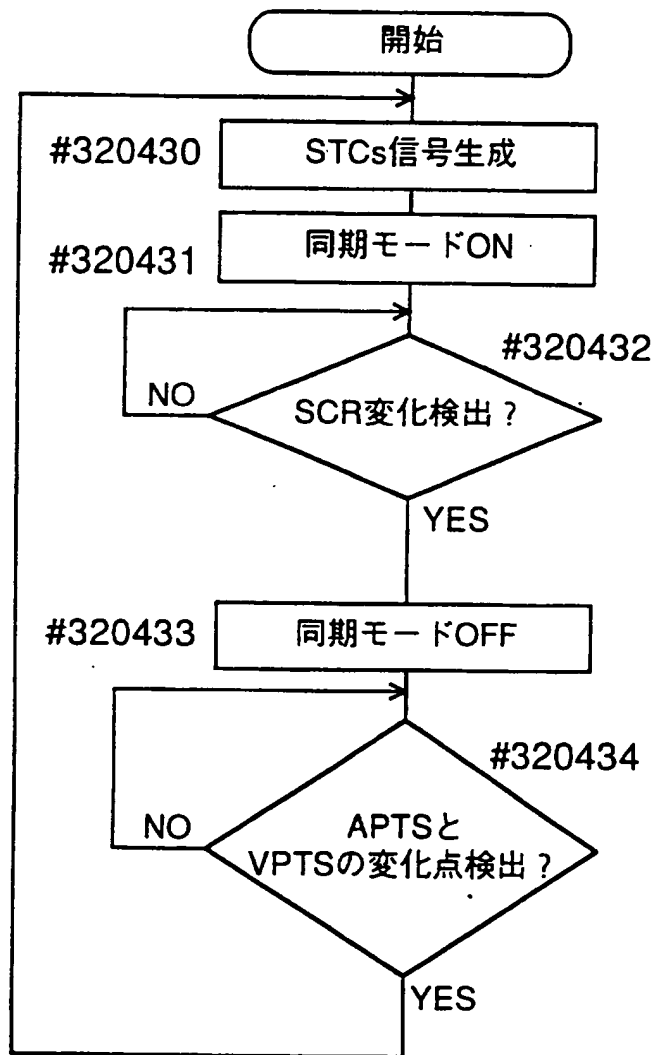 開始
#320430
STCs信号生成
#320431
同期モードON
#320432
NO
SCR変化検出？
YES
#320433
同期モードOFF
#320434
NO
APTSと
VPTSの変化点検出？
YES